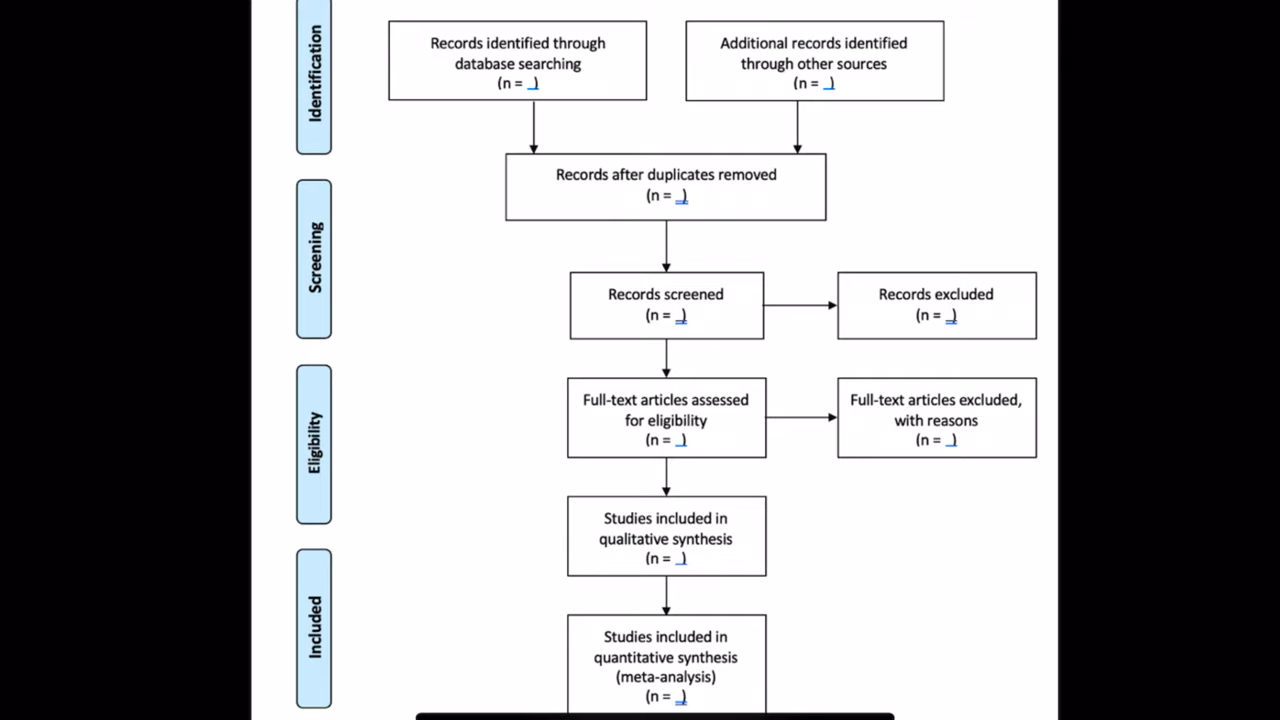 Identification
Records identified through
database searching
(n = _)
Additional records identified
through other sources
(n = _)
Records after duplicates removed
(n = _)
Screening
Records screened
(n = _)
Records excluded
(n = _)
Eligibility
Full-text articles assessed
for eligibility
(n = _)
Full-text articles excluded,
with reasons
(n = _)
Studies included in
qualitative synthesis
(n = _)
Included
Studies included in
quantitative synthesis
(meta-analysis)
(n = _)